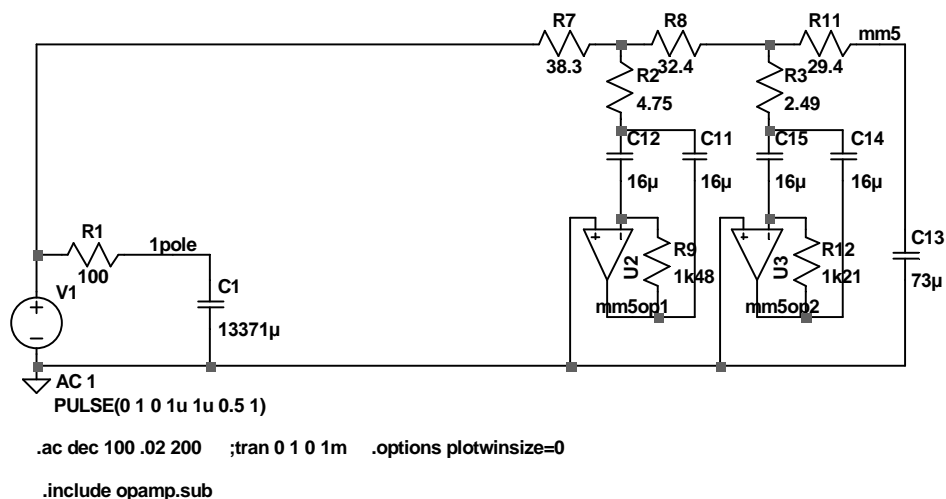 R7
38.3
R8
32.4
R11
29.4
mm5
R2
4.75
R3
2.49
C12
16µ
C11
16µ
C15
16µ
C14
16µ
+
–
U2
R9
1k48
mm5op1
+
–
U3
R12
1k21
mm5op2
C13
73µ
R1
100
1pole
C1
13371µ
V1
+
–
AC 1
PULSE(0 1 0 1u 1u 0.5 1)
.ac dec 100 .02 200 ;tran 0 1 0 1m .options plotwinsize=0
.include opamp.sub